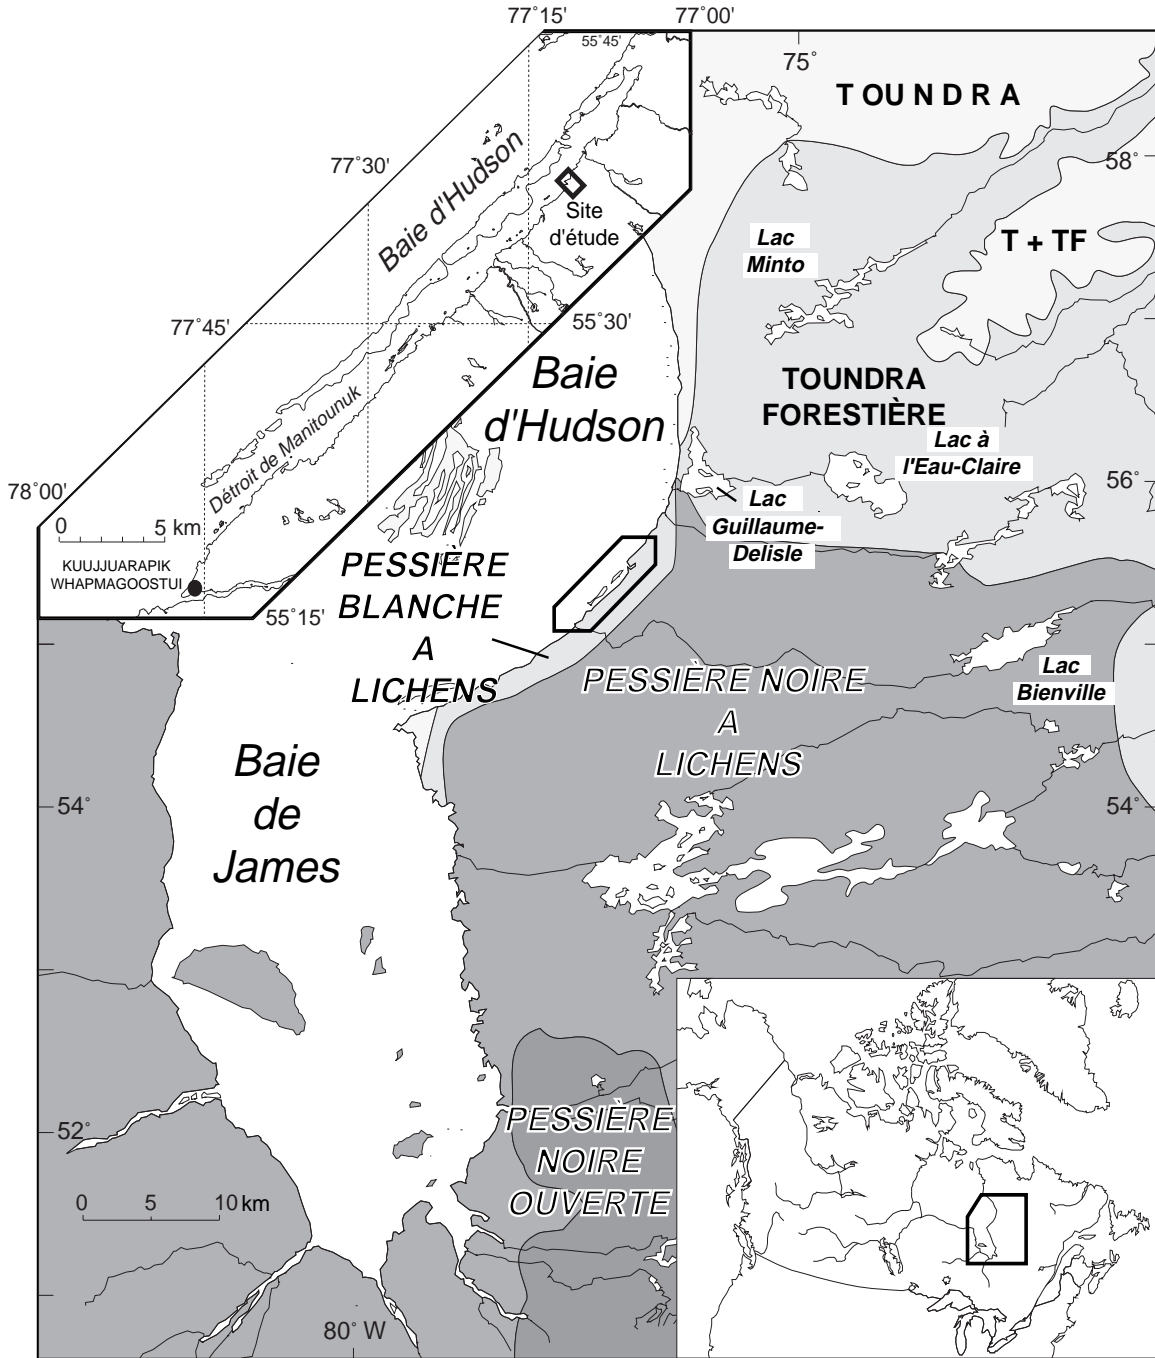 77°15'
77°00'
55°45'
75°
TOUNDRA
58°
77°30'
Baie d'Hudson
Site
d'étude
Lac
Minto
T + TF
77°45'
55°30'
Baie
d'Hudson
TOUNDRA
FORESTIÈRE
Détroit de Manitounuk
Lac à
l'Eau-Claire
56°
78°00'
0 5 km
Lac
Guillaume-
Delisle
KUUJJUARAPIK
WHAPMAGOOSTUI
55°15'
PESSIÈRE
BLANCHE
A
LICHENS
PESSIÈRE NOIRE
A
LICHENS
Lac
Bienville
Baie
de
James
54°
54°
52°
PESSIÈRE
NOIRE
OUVERTE
0 5 10 km
80° W